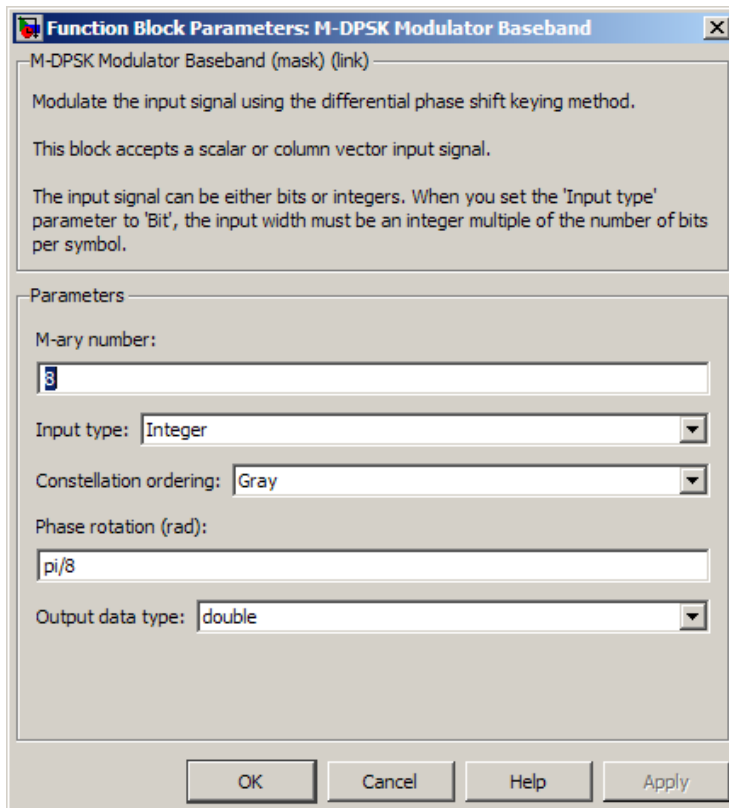 Function Block Parameters: M-DPSK Modulator Baseband
M-DPSK Modulator Baseband (mask) (link)
Modulate the input signal using the differential phase shift keying method.
This block accepts a scalar or column vector input signal.
The input signal can be either bits or integers. When you set the 'Input type'
parameter to 'Bit', the input width must be an integer multiple of the number of bits
per symbol.
Parameters
M-ary number:
8
Input type: Integer
Constellation ordering: Gray
Phase rotation (rad):
pi/8
Output data type: double
OK Cancel Help Apply